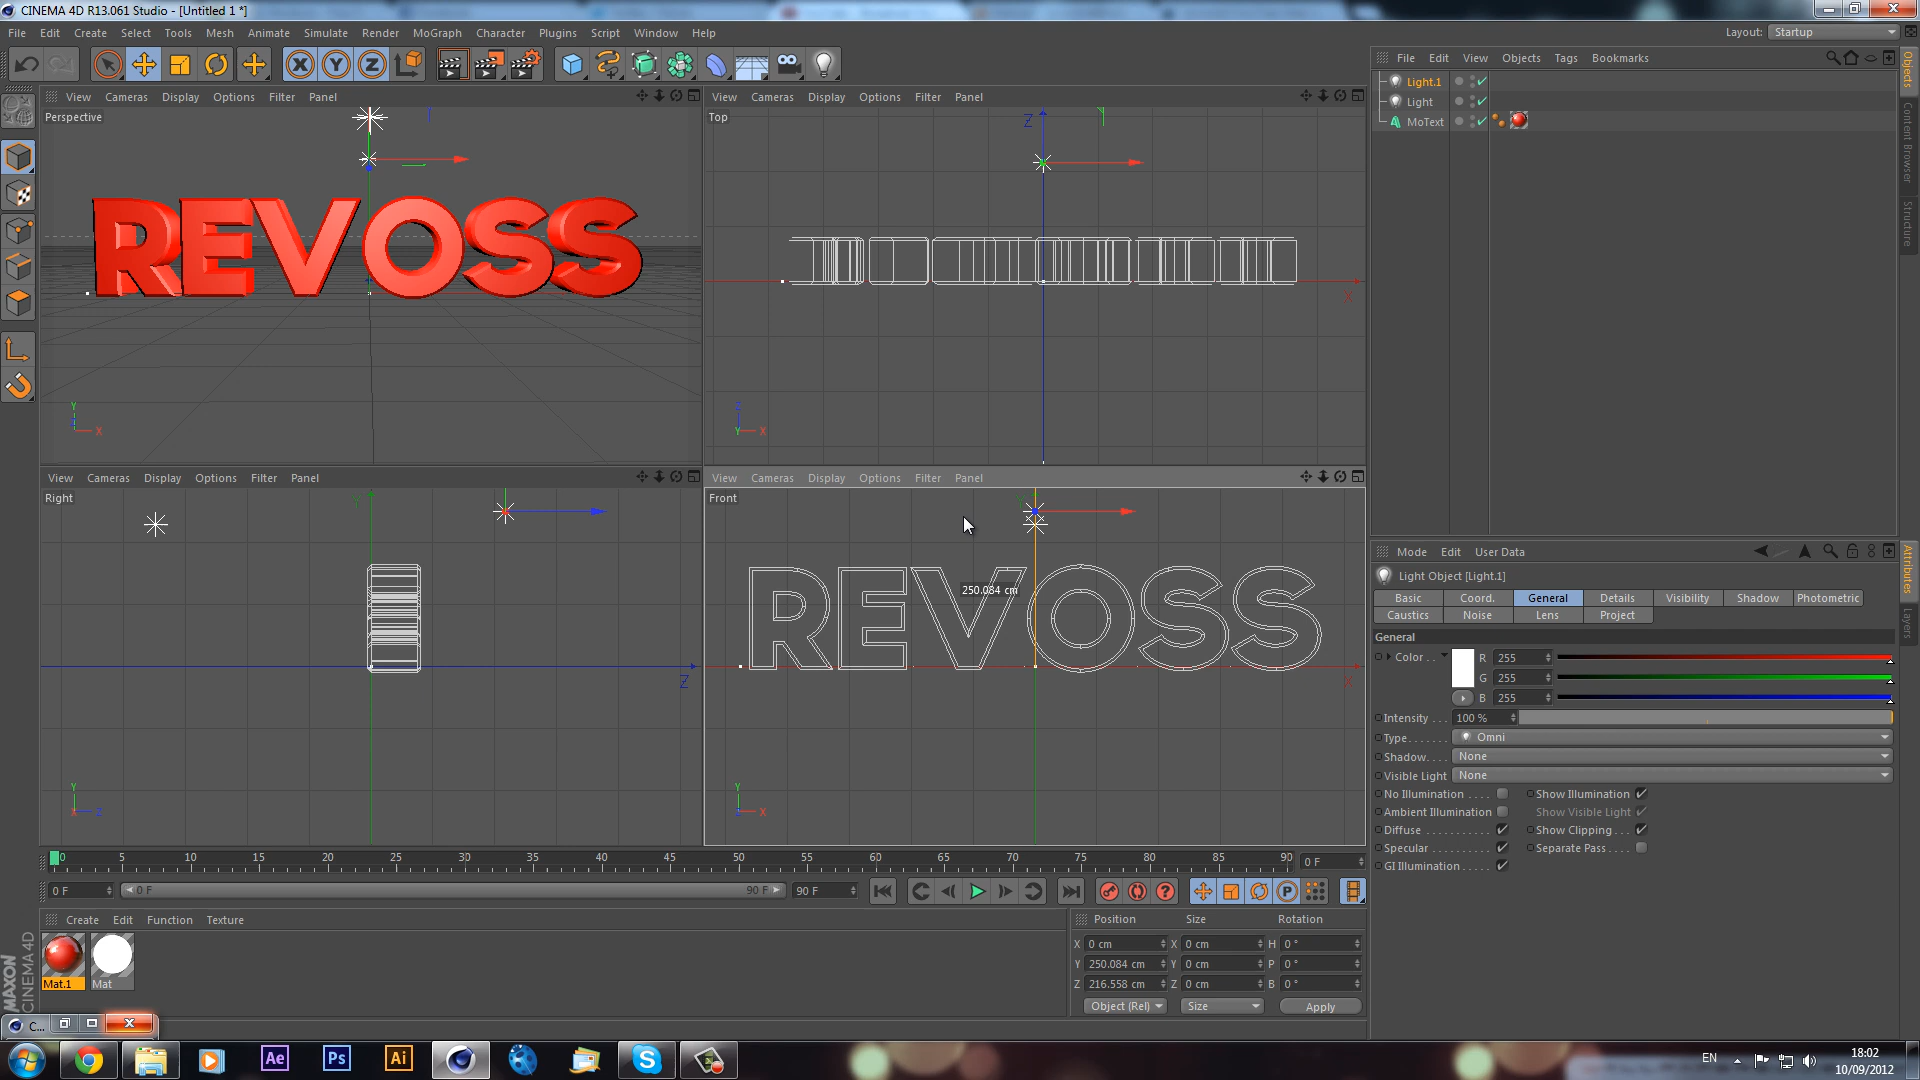 CINEMA 4D R13.061 Studio - [Untitled 1 *]
File Edit Create Select Tools Mesh Animate Simulate Render MoGraph Character Plugins Script Window Help
Layout: Startup
File Edit View Objects Tags Bookmarks
Light.1
Light
MoText
Objects
Content Browser
Structure
View Cameras Display Options Filter Panel
Perspective
REVOSS
Y
X
View Cameras Display Options Filter Panel
Top
Z
X
Z
Y X
View Cameras Display Options Filter Panel
Right
Y
Z
Y
X Z
View Cameras Display Options Filter Panel
Front
250.084 cm
REVOSS
X
Y
Z X
Mode Edit User Data
Light Object [Light.1]
Basic Coord. General Details Visibility Shadow Photometric
Caustics Noise Lens Project
General
Color . . R 255
G 255
B 255
Intensity . . . 100 %
Type . . . . . . . Omni
Shadow. . . . None
Visible Light None
No Illumination . . . . Show Illumination
Ambient Illumination Show Visible Light
Diffuse . . . . . . . . . . Show Clipping . . .
Specular . . . . . . . . Separate Pass . . . .
GI Illumination . . . .
Attributes
Layers
0 5 10 15 20 25 30 35 40 45 50 55 60 65 70 75 80 85 90 0 F
0 F 0 F 90 F 90 F
Create Edit Function Texture
Mat.1 Mat
Position Size Rotation
X 0 cm X 0 cm H 0 °
Y 250.084 cm Y 0 cm P 0 °
Z 216.558 cm Z 0 cm B 0 °
Object (Rel) Size Apply
MAXON
CINEMA 4D
C...
Ae Ps Ai
EN
18:02
10/09/2012